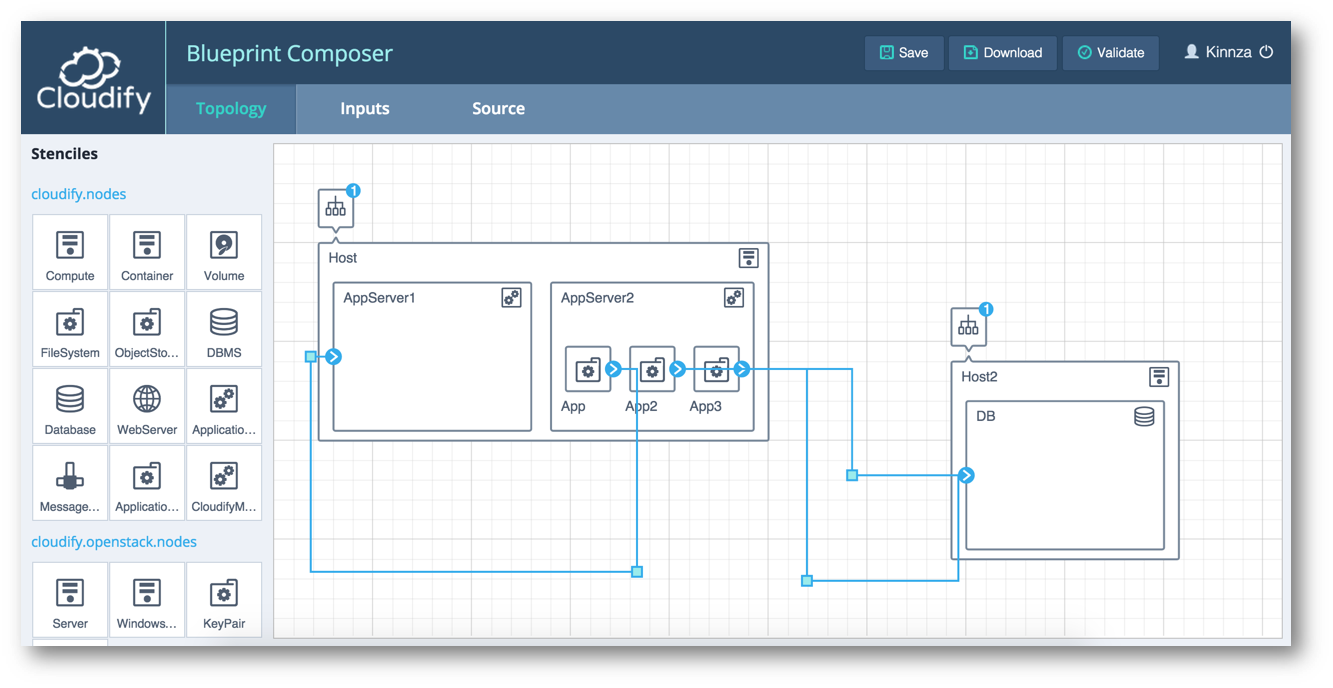 Cloudify
Blueprint Composer
Save
Download
Validate
Kinnza
Topology
Inputs
Source
Stenciles
cloudify.nodes
Compute
Container
Volume
FileSystem
ObjectSto...
DBMS
Database
WebServer
Applicatio...
Message...
Applicatio...
CloudifyM...
cloudify.openstack.nodes
Server
Windows...
KeyPair
1
Host
AppServer1
AppServer2
App
App2
App3
1
Host2
DB